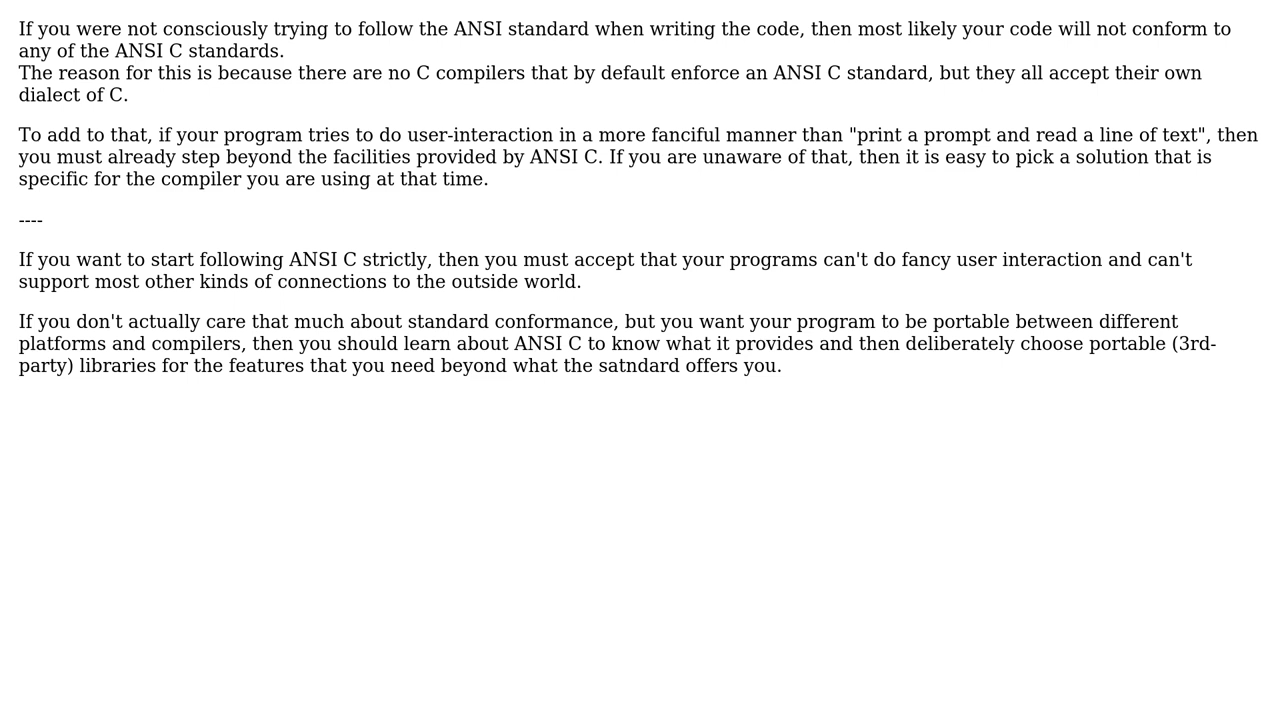 If you were not consciously trying to follow the ANSI standard when writing the code, then most likely your code will not conform to
any of the ANSI C standards.
The reason for this is because there are no C compilers that by default enforce an ANSI C standard, but they all accept their own
dialect of C.
To add to that, if your program tries to do user-interaction in a more fanciful manner than "print a prompt and read a line of text", then
you must already step beyond the facilities provided by ANSI C. If you are unaware of that, then it is easy to pick a solution that is
specific for the compiler you are using at that time.
----
If you want to start following ANSI C strictly, then you must accept that your programs can't do fancy user interaction and can't
support most other kinds of connections to the outside world.
If you don't actually care that much about standard conformance, but you want your program to be portable between different
platforms and compilers, then you should learn about ANSI C to know what it provides and then deliberately choose portable (3rd-
party) libraries for the features that you need beyond what the satndard offers you.